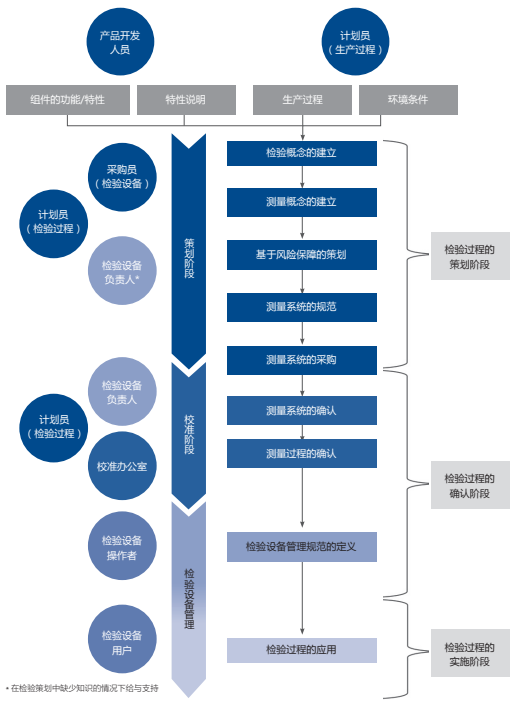 产品开发
人员
计划员
（生产过程）
组件的功能/特性
特性说明
生产过程
环境条件
检验概念的建立
采购员
（检验设备）
测量概念的建立
计划员
（检验过程）
策划阶段
检验过程的
策划阶段
基于风险保障的策划
检验设备
负责人*
测量系统的规范
测量系统的采购
检验设备
负责人
测量系统的确认
计划员
（检验过程）
校准阶段
测量过程的确认
校准办公室
检验过程的
确认阶段
检验设备
操作者
检验设备管理规范的定义
检验设备管理
检验设备
用户
检验过程的应用
检验过程的
实施阶段
* 在检验策划中缺少知识的情况下给与支持